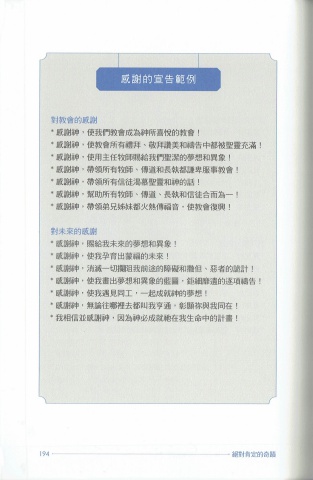 感謝的宣告範例
對教會的感謝
*感謝神，使我們教會成為神所喜悅的教會！
*感謝神，使教會所有禮拜、敬拜讚美和禱告中都被聖靈充滿！
*感謝神，使用主任牧師賜給我們聖潔的夢想和異象！
*感謝神，帶領所有牧師、傳道和長執都謙卑服事教會！
*感謝神，帶領所有信徒渴慕聖靈和神的話！
*感謝神，幫助所有牧師、傳道、長執和信徒合而為一！
*感謝神，帶領弟兄姊妹都火熱傳福音，使教會復興！
對未來的感謝
*感謝神，賜給我未來的夢想和異象！
*感謝神，使我孕育出蒙福的未來！
*感謝神，消滅一切攔阻我前途的障礙和撒但、惡者的詭計！
*感謝神，使我畫出夢想和異象的藍圖，鉅細靡遺的逐項禱告！
*感謝神，使我遇見同工，一起成就神的夢想！
*感謝神，無論往哪裡去都叫我亨通，彰顯祢與我同在！
*我相信並感謝神，因為神必成就祂在我生命中的計畫！
194
絕對肯定的奇蹟